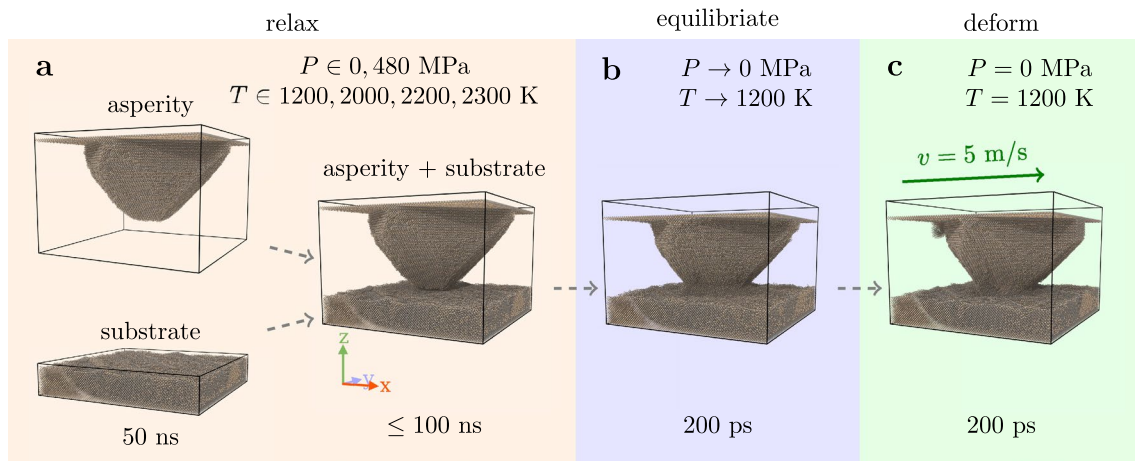 relax
equilibriate
deform
a
P ∈ 0, 480 MPa
T ∈ 1200, 2000, 2200, 2300 K
asperity
asperity + substrate
substrate
z
y
x
50 ns
≤ 100 ns
b
P → 0 MPa
T → 1200 K
200 ps
c
P = 0 MPa
T = 1200 K
v = 5 m/s
200 ps